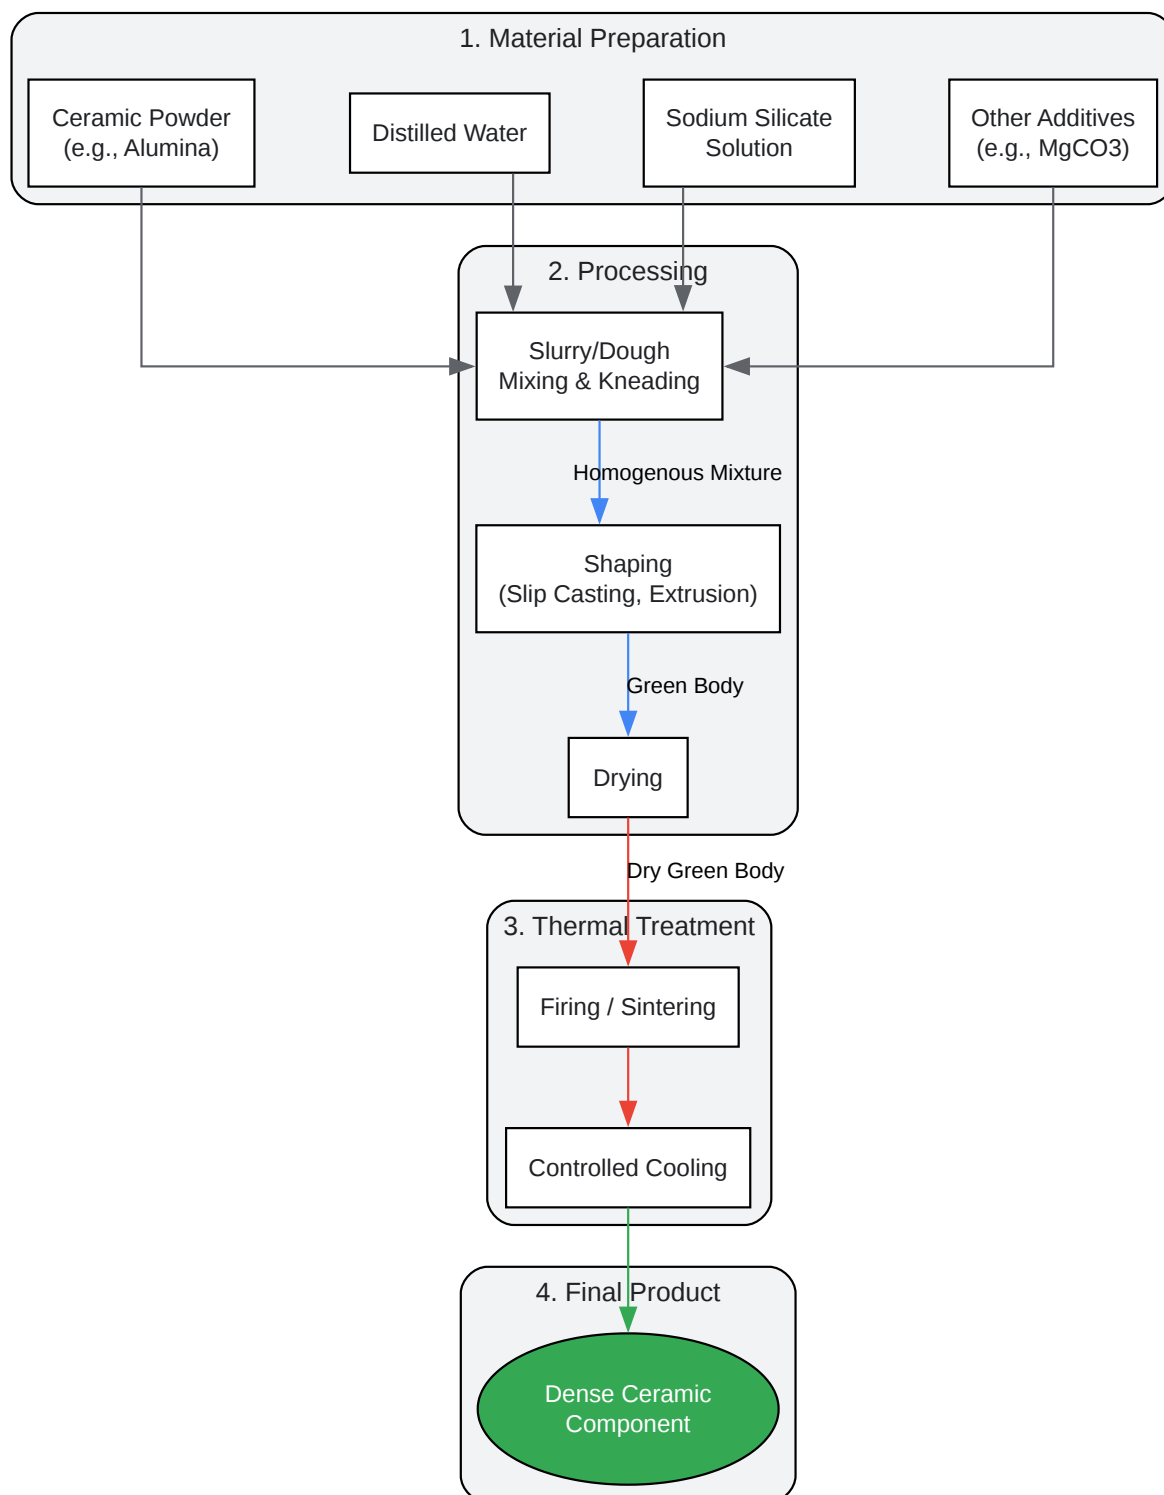 1. Material Preparation
Ceramic Powder
(e.g., Alumina)
Distilled Water
Sodium Silicate
Solution
Other Additives
(e.g., MgCO3)
2. Processing
Slurry/Dough
Mixing & Kneading
Homogenous Mixture
Shaping
(Slip Casting, Extrusion)
Green Body
Drying
Dry Green Body
3. Thermal Treatment
Firing / Sintering
Controlled Cooling
4. Final Product
Dense Ceramic
Component